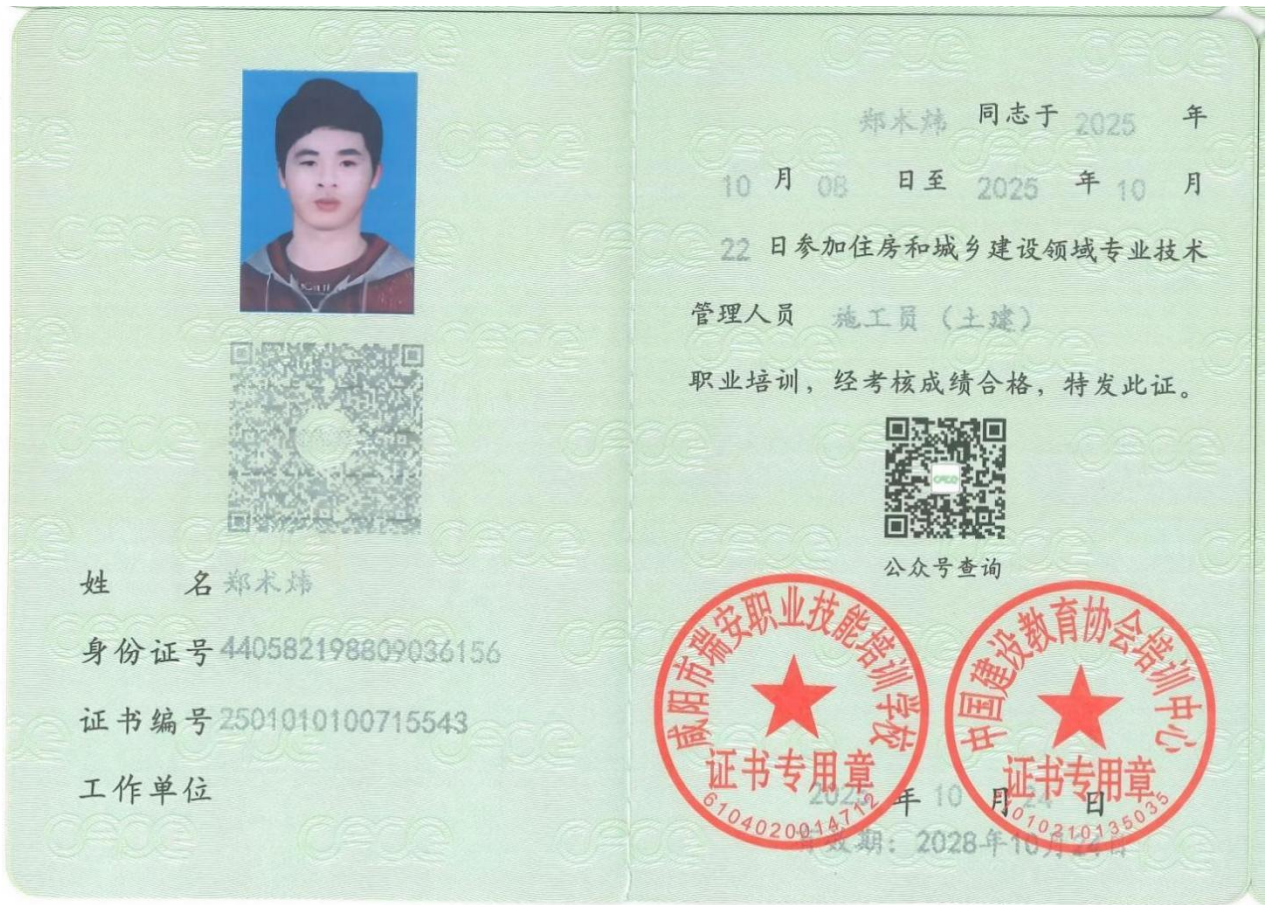 姓 名 郑木炜
身份证号 440582198809036156
证书编号 2501010100715543
工作单位
郑木炜 同志于 2025 年
10 月 08 日至 2025 年 10 月
22 日参加住房和城乡建设领域专业技术
管理人员 施工员（土建）
职业培训，经考核成绩合格，特发此证。
公众号查询
咸阳市瑞安职业技能培训学校
证书专用章
6104020014712
中国建设教育协会培训中心
证书专用章
2025 年 10 月 24 日
有效期：2028年10月24日